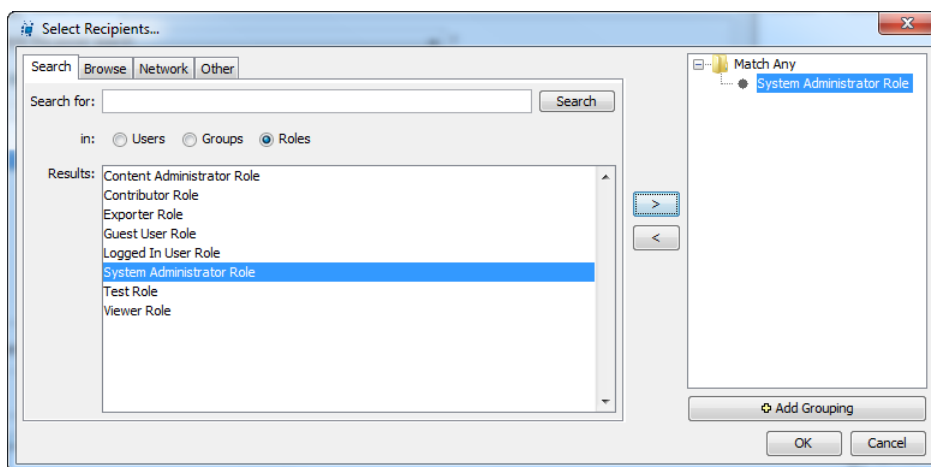 Select Recipients...
Search Browse Network Other
Search for: Search
in: Users Groups Roles
Results:
Content Administrator Role
Contributor Role
Exporter Role
Guest User Role
Logged In User Role
System Administrator Role
Test Role
Viewer Role
>
<
Match Any
System Administrator Role
Add Grouping
OK Cancel